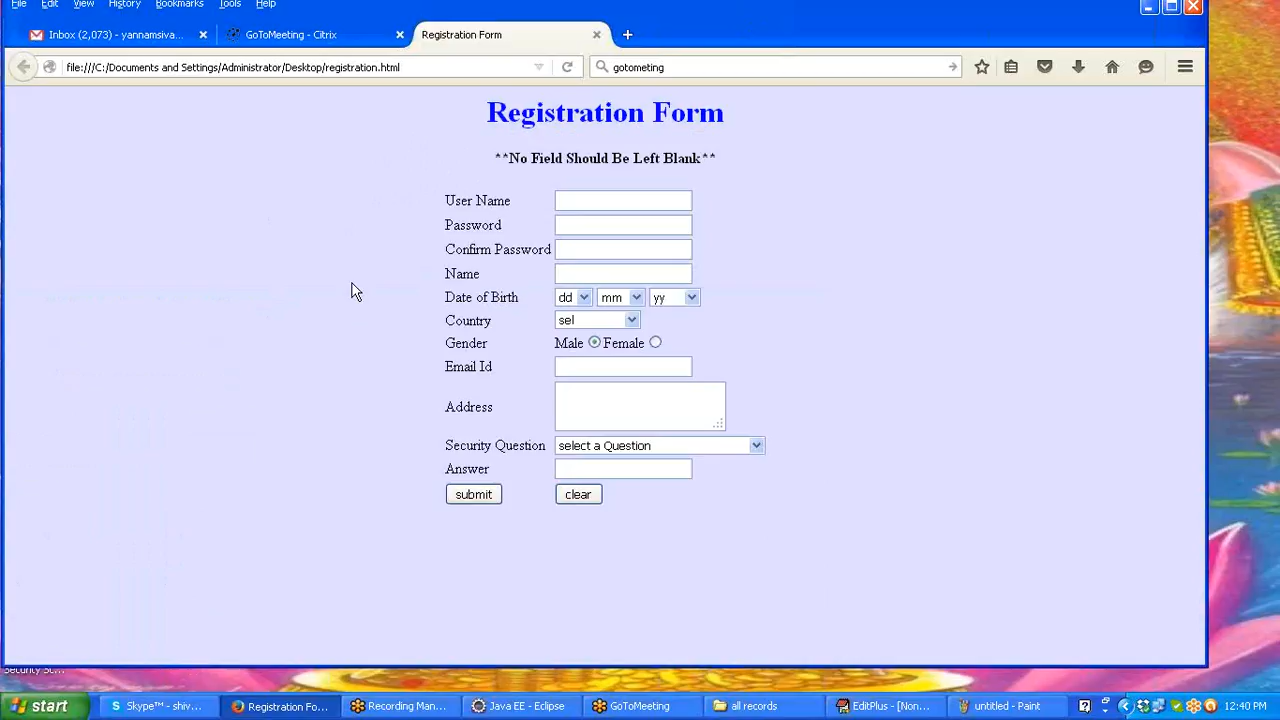 File Edit View History Bookmarks Tools Help
Inbox (2,073) - yannamsiva... GoToMeeting - Citrix Registration Form
file:///C:/Documents and Settings/Administrator/Desktop/registration.html gotometing
Registration Form
**No Field Should Be Left Blank**
User Name
Password
Confirm Password
Name
Date of Birth dd mm yy
Country sel
Gender Male Female
Email Id
Address
Security Question select a Question
Answer
submit clear
start Skype™ - shiv... Registration Fo... Recording Man... Java EE - Eclipse GoToMeeting all records EditPlus - [Non... untitled - Paint 12:40 PM